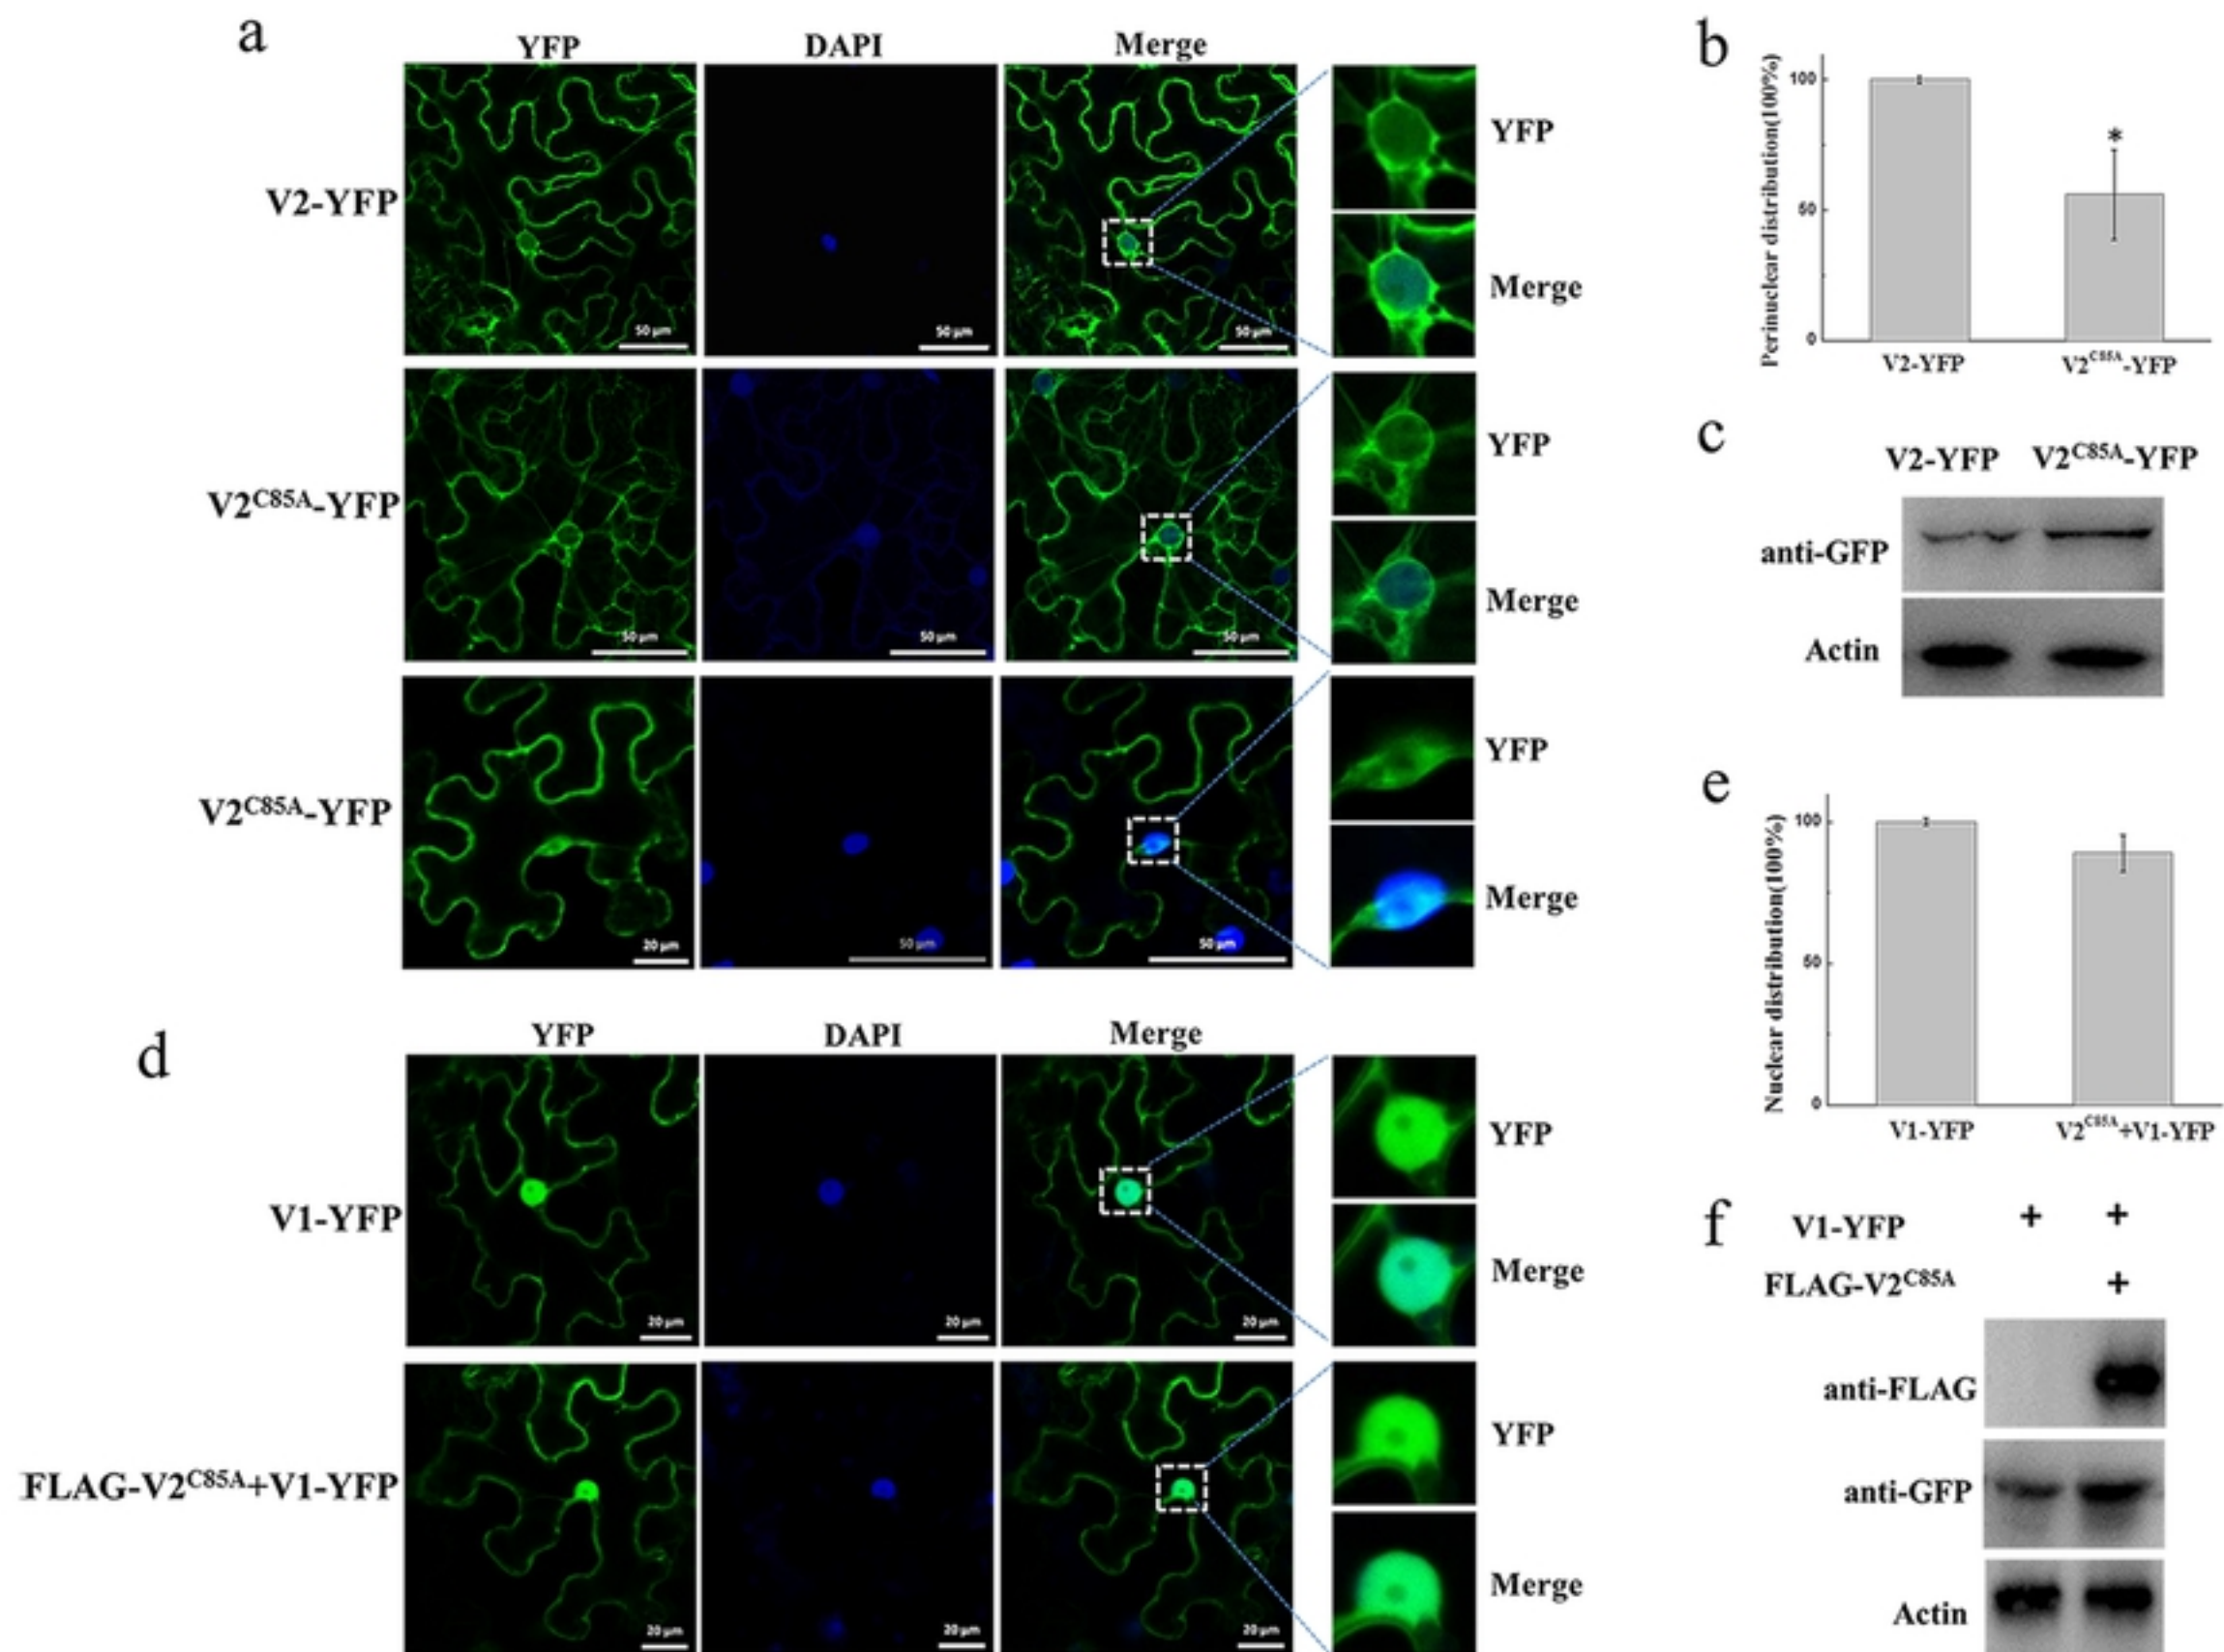 a
YFP DAPI Merge
V2-YFP
50 µm 50 µm 50 µm
YFP
Merge
V2C85A-YFP
50 µm 50 µm 50 µm
YFP
Merge
V2C85A-YFP
20 µm 50 µm 50 µm
YFP
Merge
b
Perinuclear distribution(100%)
100
50
0
*
V2-YFP V2C85A-YFP
c
V2-YFP V2C85A-YFP
anti-GFP
Actin
d
YFP DAPI Merge
V1-YFP
20 µm 20 µm 20 µm
YFP
Merge
FLAG-V2C85A+V1-YFP
20 µm 20 µm 20 µm
YFP
Merge
e
Nuclear distribution(100%)
100
50
0
V1-YFP V2C85A+V1-YFP
f
V1-YFP + +
FLAG-V2C85A +
anti-FLAG
anti-GFP
Actin